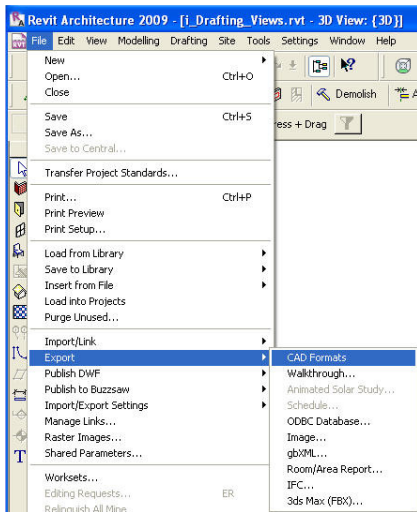 Revit Architecture 2009 - [i_Drafting_Views.rvt - 3D View: {3D}]
File Edit View Modelling Drafting Site Tools Settings Window Help
New
Open... Ctrl+O
Close
Demolish
Save Ctrl+S
Save As...
ress + Drag
Save to Central...
Transfer Project Standards...
Print... Ctrl+P
Print Preview
Print Setup...
Load from Library
Save to Library
Insert from File
Load into Projects
Purge Unused...
Import/Link
Export
Publish DWF
Publish to Buzzsaw
Import/Export Settings
Manage Links...
Raster Images...
Shared Parameters...
Worksets...
Editing Requests... ER
Relinquish All Mine
CAD Formats
Walkthrough...
Animated Solar Study...
Schedule...
ODBC Database...
Image...
gbXML...
Room/Area Report...
IFC...
3ds Max (FBX)...